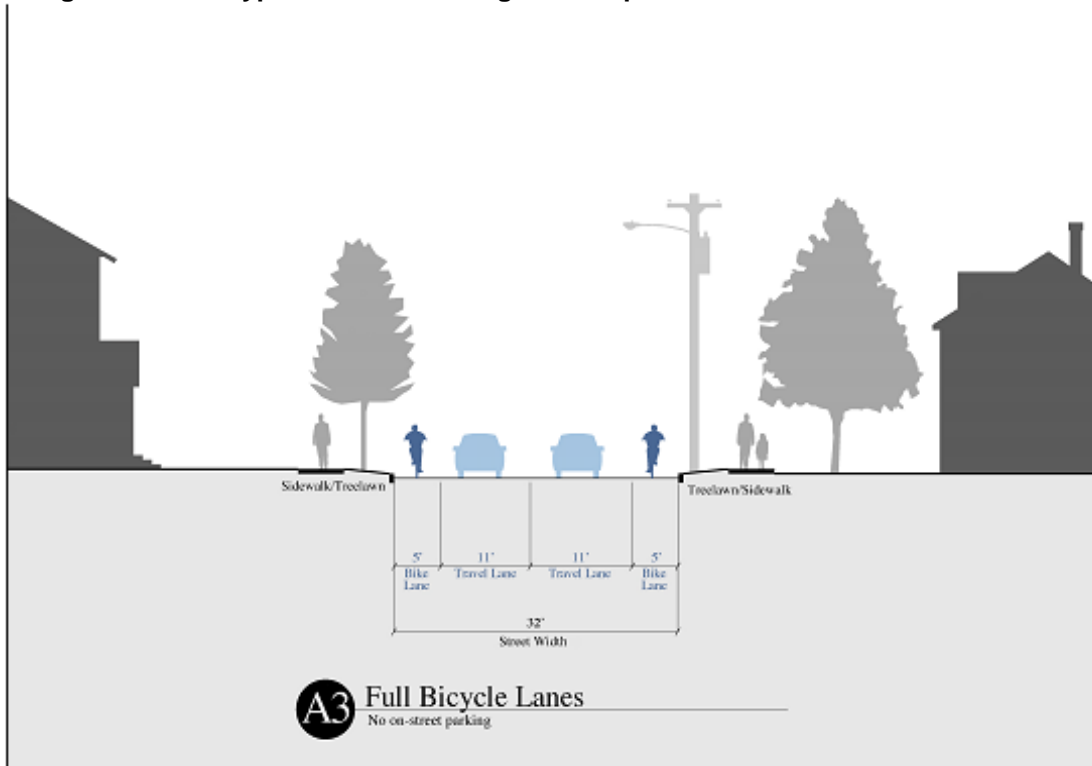 Sidewalk/Treelawn
Treelawn/Sidewalk
5' 11' 11' 5'
Bike Lane Travel Lane Travel Lane Bike Lane
32'
Street Width
A3 Full Bicycle Lanes
No on-street parking